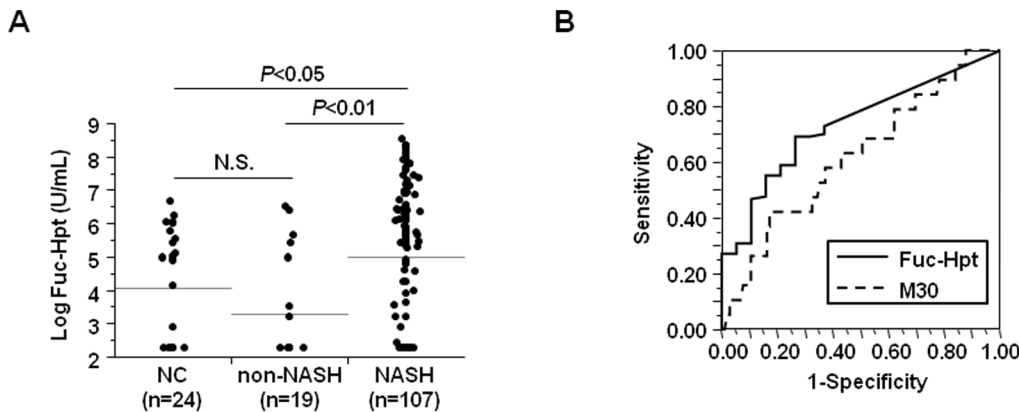 A
B
P<0.05
P<0.01
N.S.
Log Fuc-Hpt (U/mL)
9
8
7
6
5
4
3
2
NC
non-NASH
NASH
(n=24)
(n=19)
(n=107)
Sensitivity
1.00
0.80
0.60
0.40
0.20
0.00
Fuc-Hpt
M30
0.00 0.20 0.40 0.60 0.80 1.00
1-Specificity